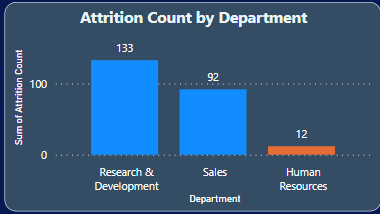 Attrition Count by Department
Sum of Attrition Count
133
92
12
100
0
Research &
Development
Sales
Human
Resources
Department